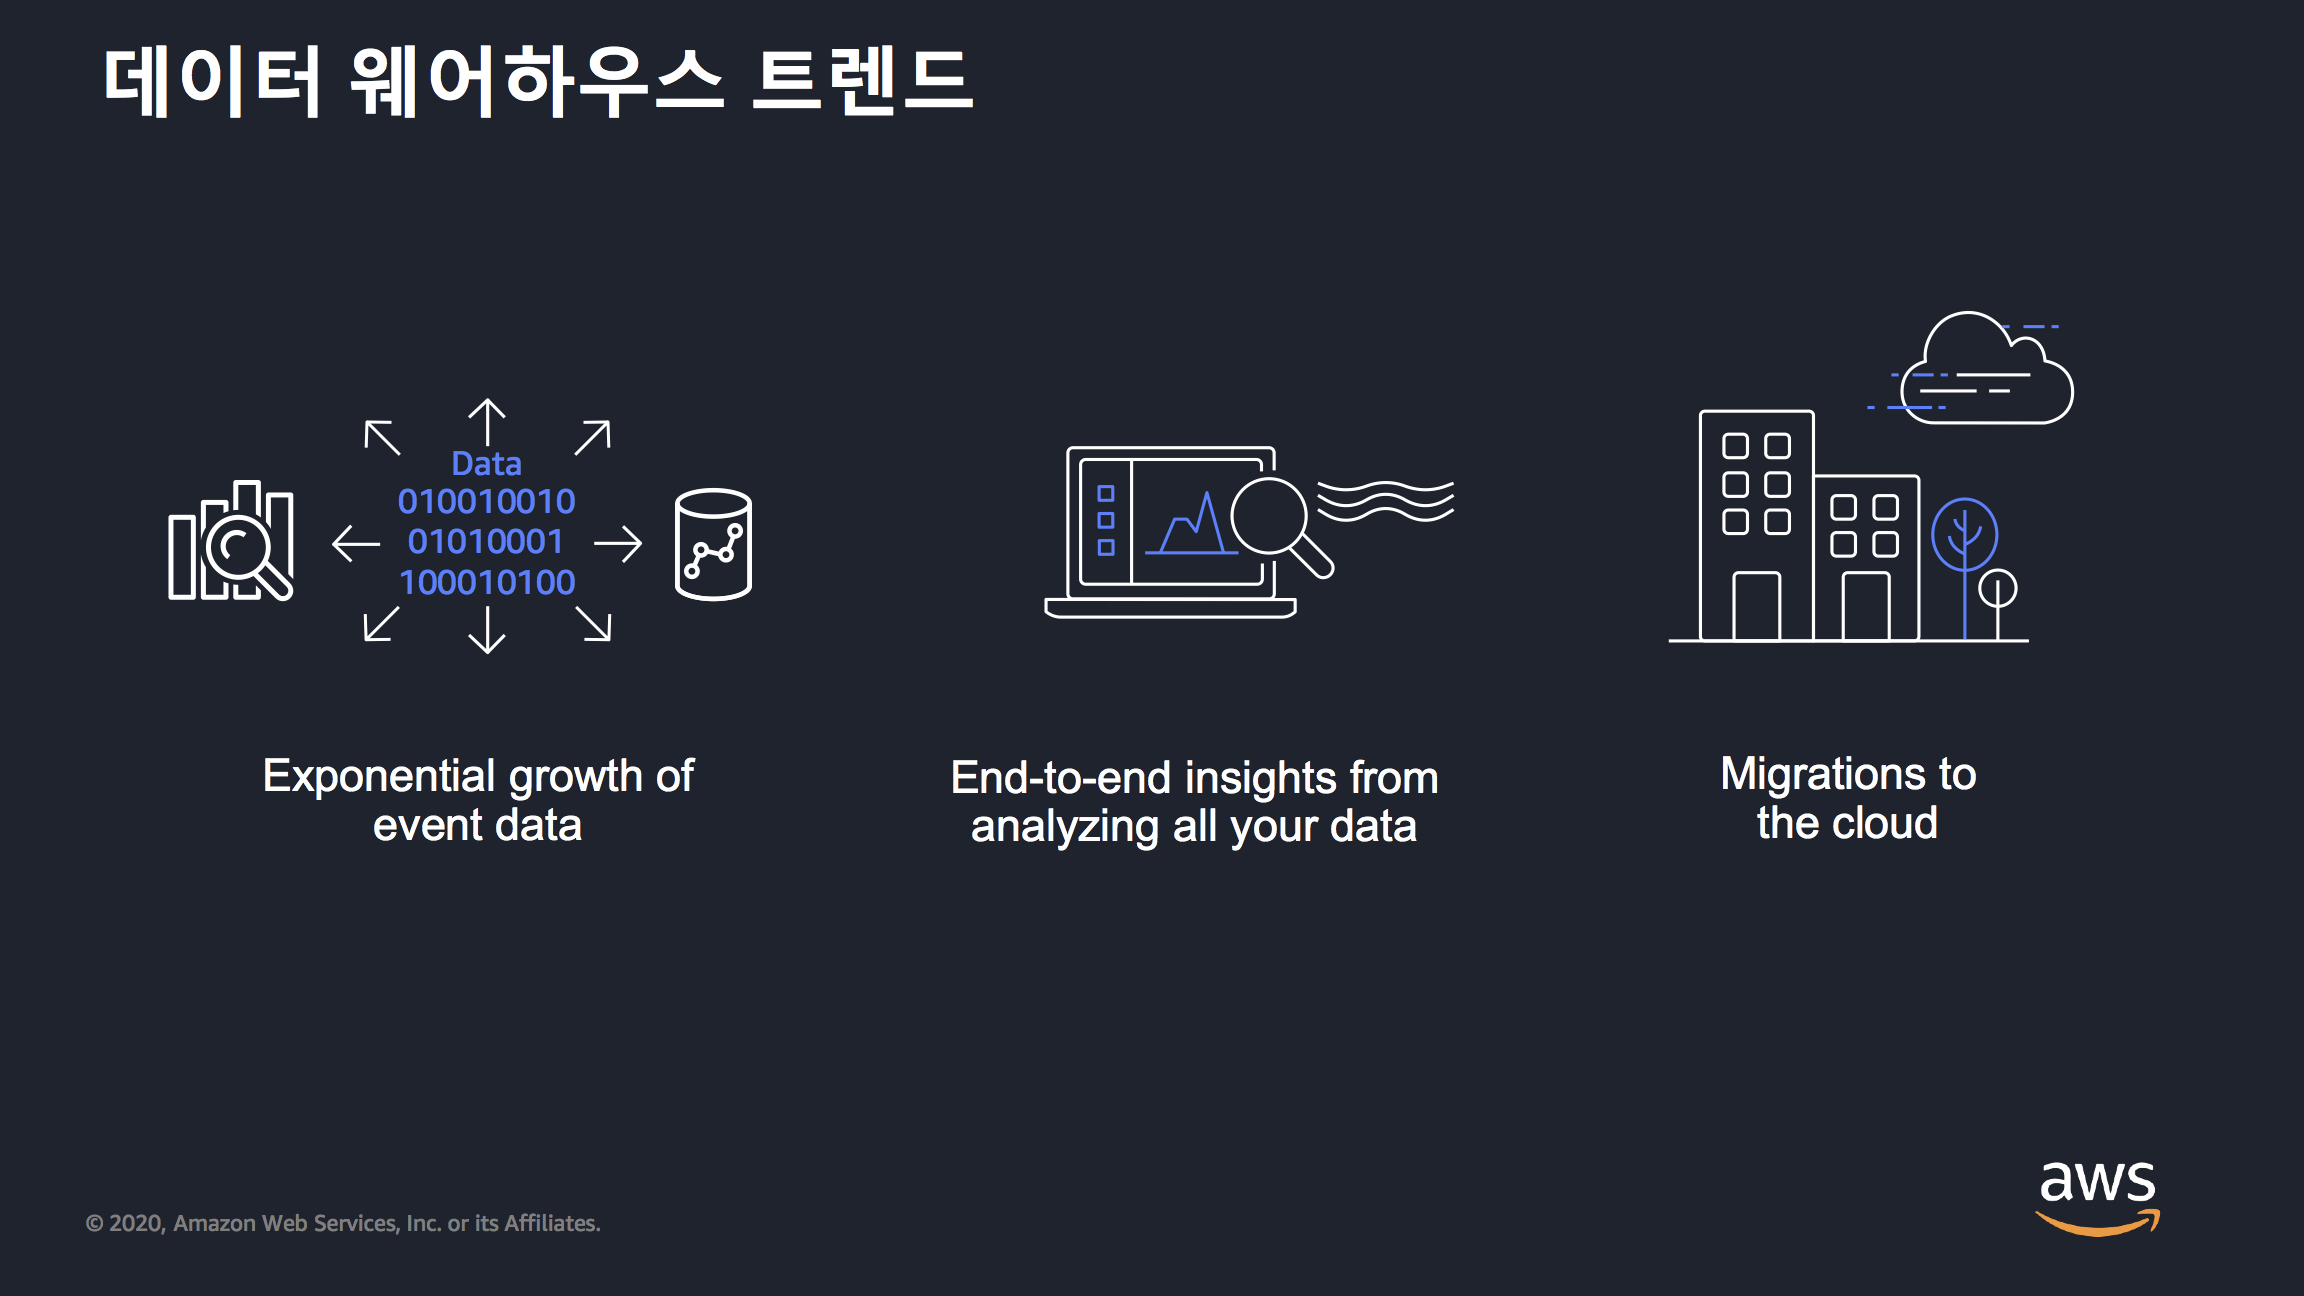 데이터 웨어하우스 트렌드
Data
010010010
01010001
100010100
Exponential growth of
event data
End-to-end insights from
analyzing all your data
Migrations to
the cloud
© 2020, Amazon Web Services, Inc. or its Affiliates.
aws